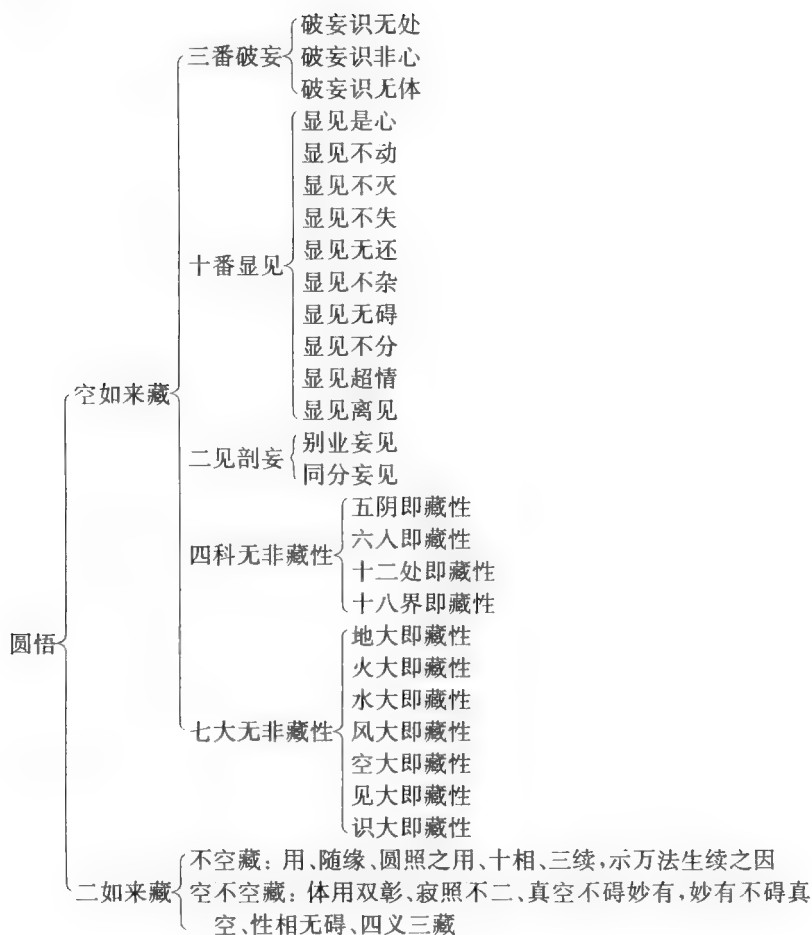 破妄识无处
三番破妄 破妄识非心
破妄识无体
显见是心
显见不动
显见不灭
显见不失
显见无还
十番显见
显见不杂
显见无碍
显见不分
显见超情
空如来藏
显见离见
别业妄见
二见剖妄
同分妄见
五阴即藏性
六人即藏性
四科无非藏性
十二处即藏性
十八界即藏性
圆悟
地大即藏性
火大即藏性
水大即藏性
七大无非藏性 风大即藏性
空大即藏性
见大即藏性
识大即藏性
不空藏：用、随缘、圆照之用、十相、三续，示万法生续之因
二如来藏 空不空藏：体用双彰、寂照不二、真空不碍妙有，妙有不碍真
空、性相无碍、四义三藏